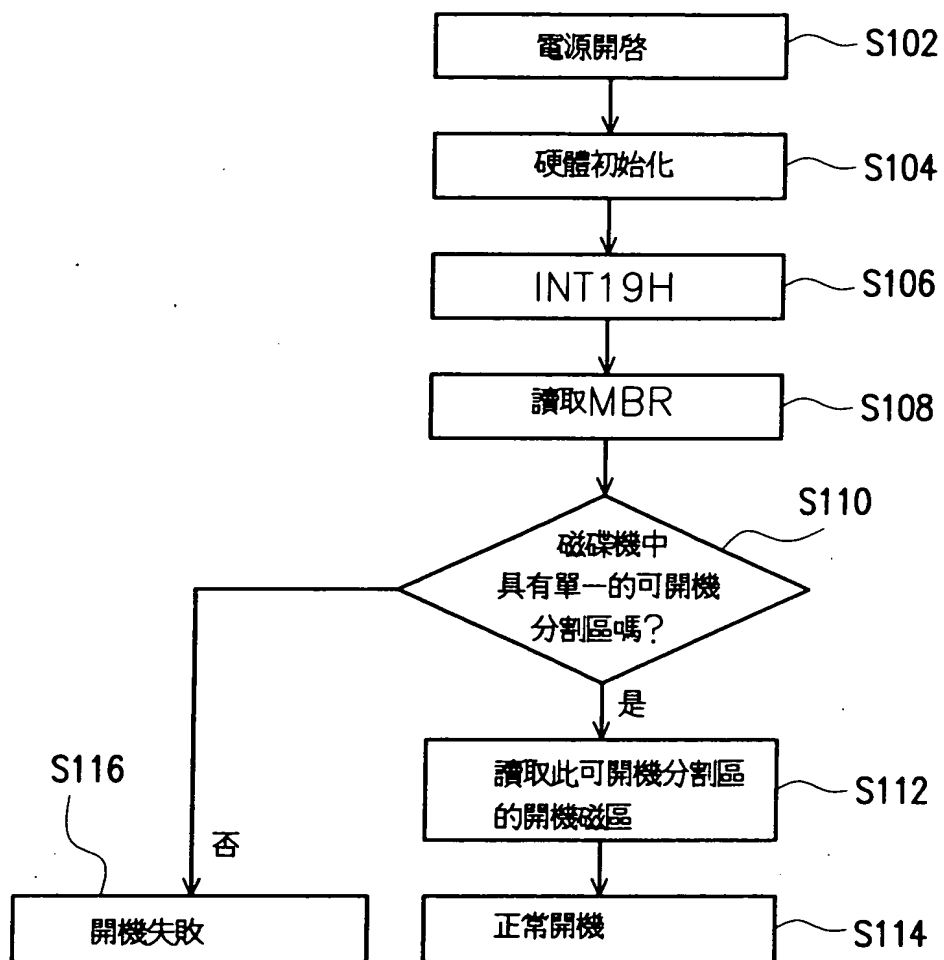 電源開啓
S102
硬體初始化
S104
INT19H
S106
讀取MBR
S108
S110
磁碟機中
具有單一的可開機
分割區嗎?
是
讀取此可開機分割區
的開機磁區
S112
S116
否
開機失敗
正常開機
S114